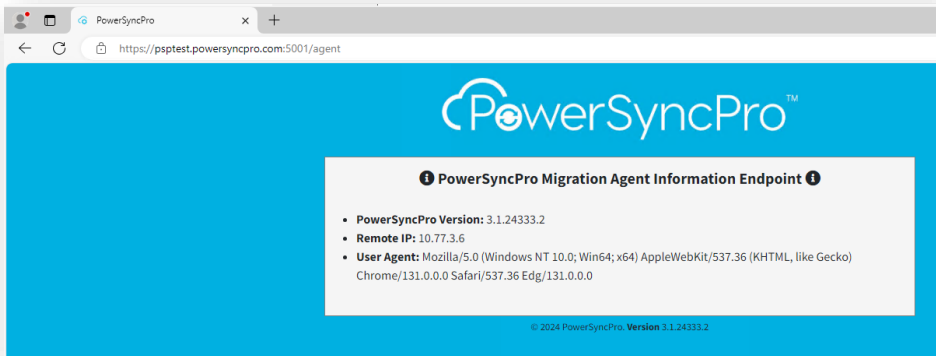 PowerSyncPro
https://psptest.powersyncpro.com:5001/agent
PowerSyncPro™
PowerSyncPro Migration Agent Information Endpoint
• PowerSyncPro Version: 3.1.24333.2
• Remote IP: 10.77.3.6
• User Agent: Mozilla/5.0 (Windows NT 10.0; Win64; x64) AppleWebKit/537.36 (KHTML, like Gecko)
Chrome/131.0.0.0 Safari/537.36 Edg/131.0.0.0
© 2024 PowerSyncPro. Version 3.1.24333.2